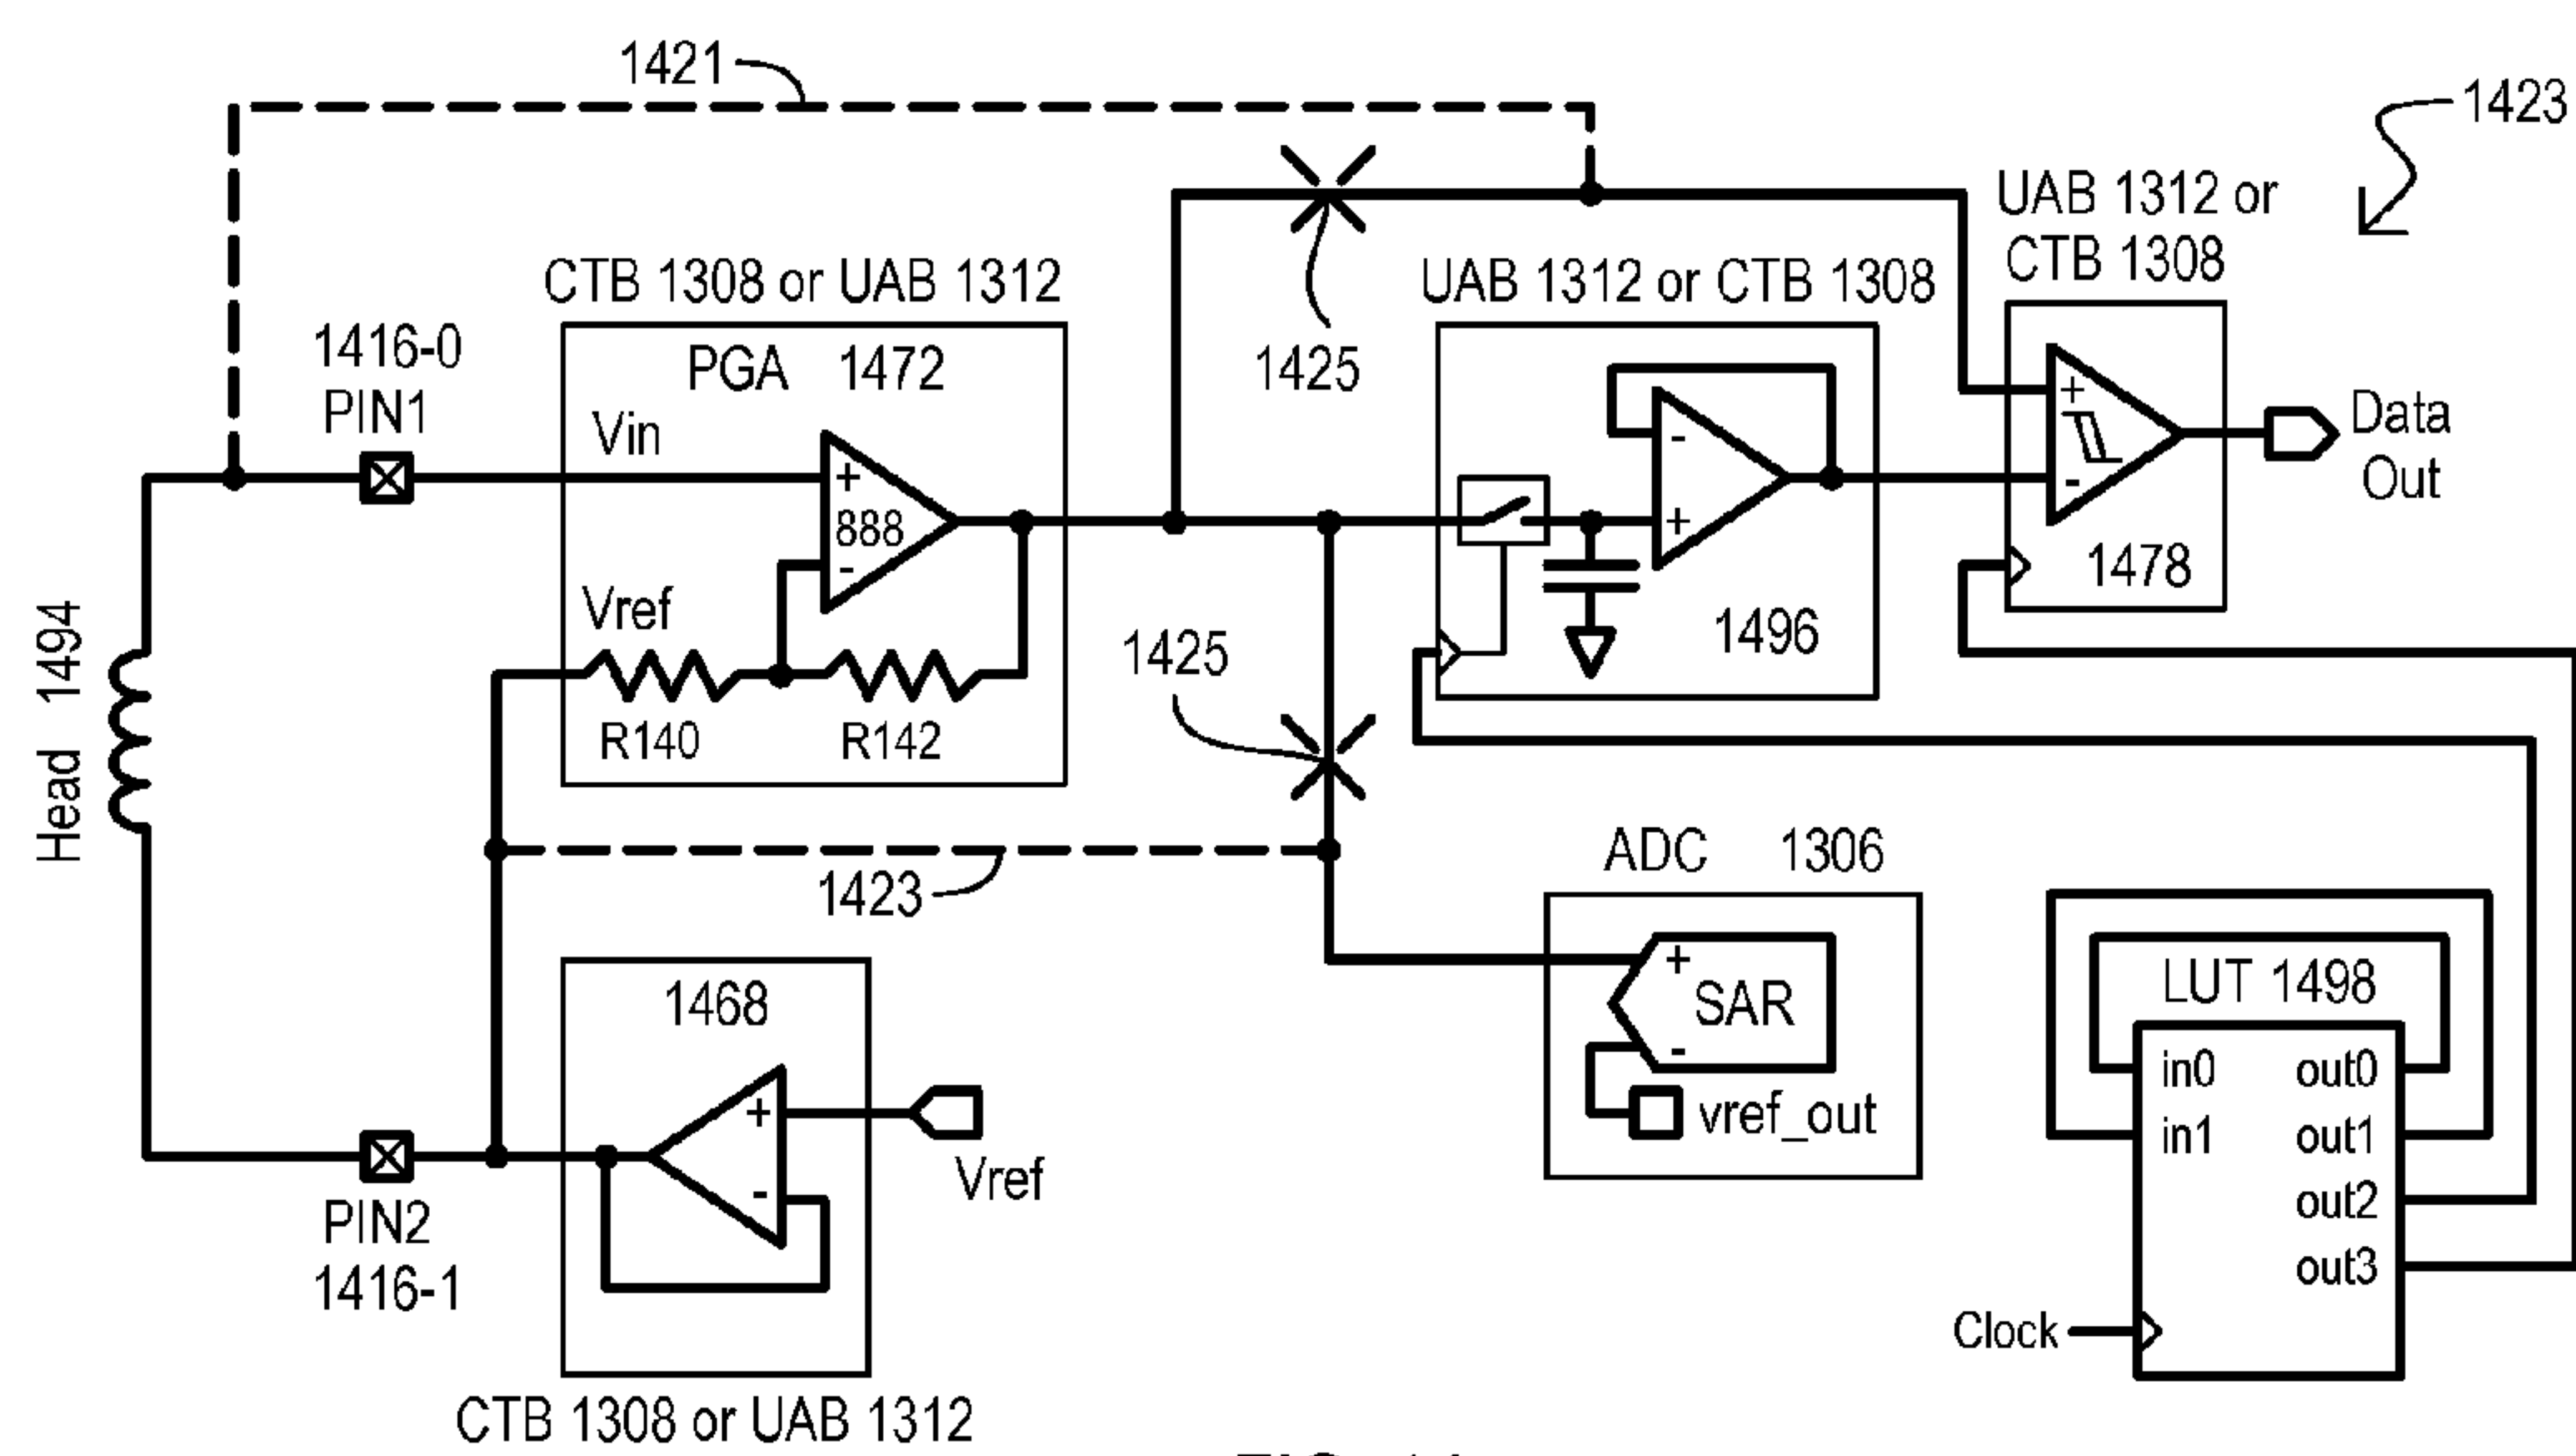 1421
1423
UAB 1312 or
CTB 1308
CTB 1308 or UAB 1312
UAB 1312 or CTB 1308
1416-0
PIN1
PGA 1472
1425
Vin
+
888
-
-
+
+
-
Data
Out
1478
1496
Vref
R140
R142
1425
Head 1494
1423
ADC 1306
+
SAR
-
vref_out
LUT 1498
in0 out0
in1 out1
out2
out3
Clock
1468
+
-
Vref
PIN2
1416-1
CTB 1308 or UAB 1312